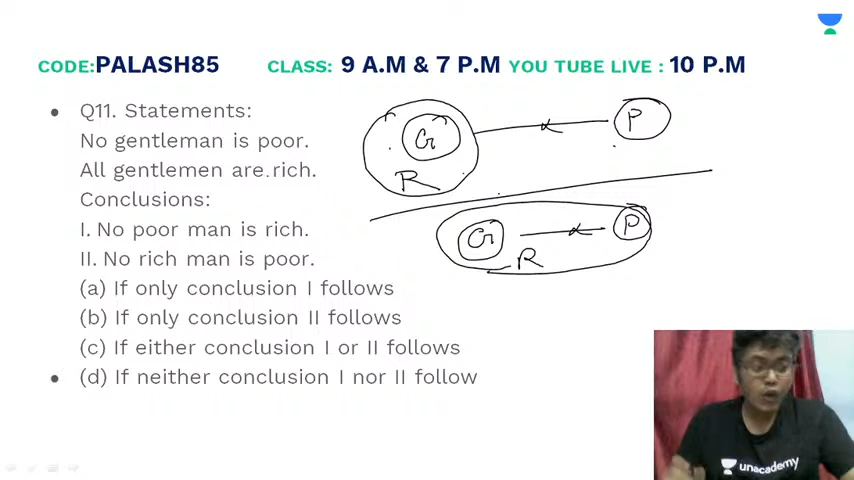 CODE:PALASH85 CLASS: 9 A.M & 7 P.M YOU TUBE LIVE : 10 P.M
• Q11. Statements:
No gentleman is poor.
All gentlemen are rich.
Conclusions:
I. No poor man is rich.
II. No rich man is poor.
(a) If only conclusion I follows
(b) If only conclusion II follows
(c) If either conclusion I or II follows
• (d) If neither conclusion I nor II follow
G
P
R
G
P
R
unacademy